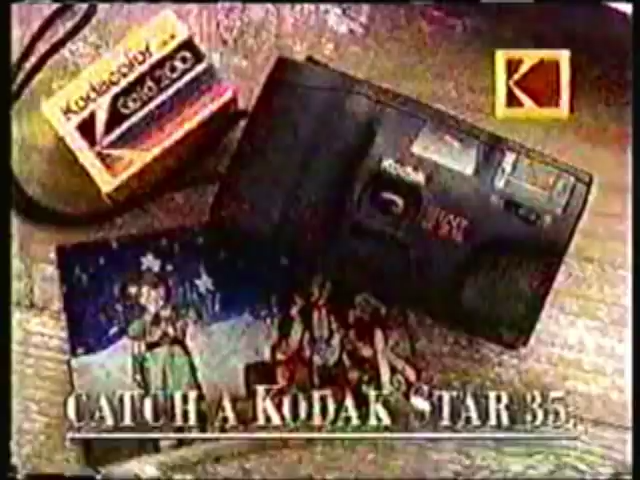 Kodacolor
Gold 200
K
Kodak
CATCH A KODAK STAR 35.